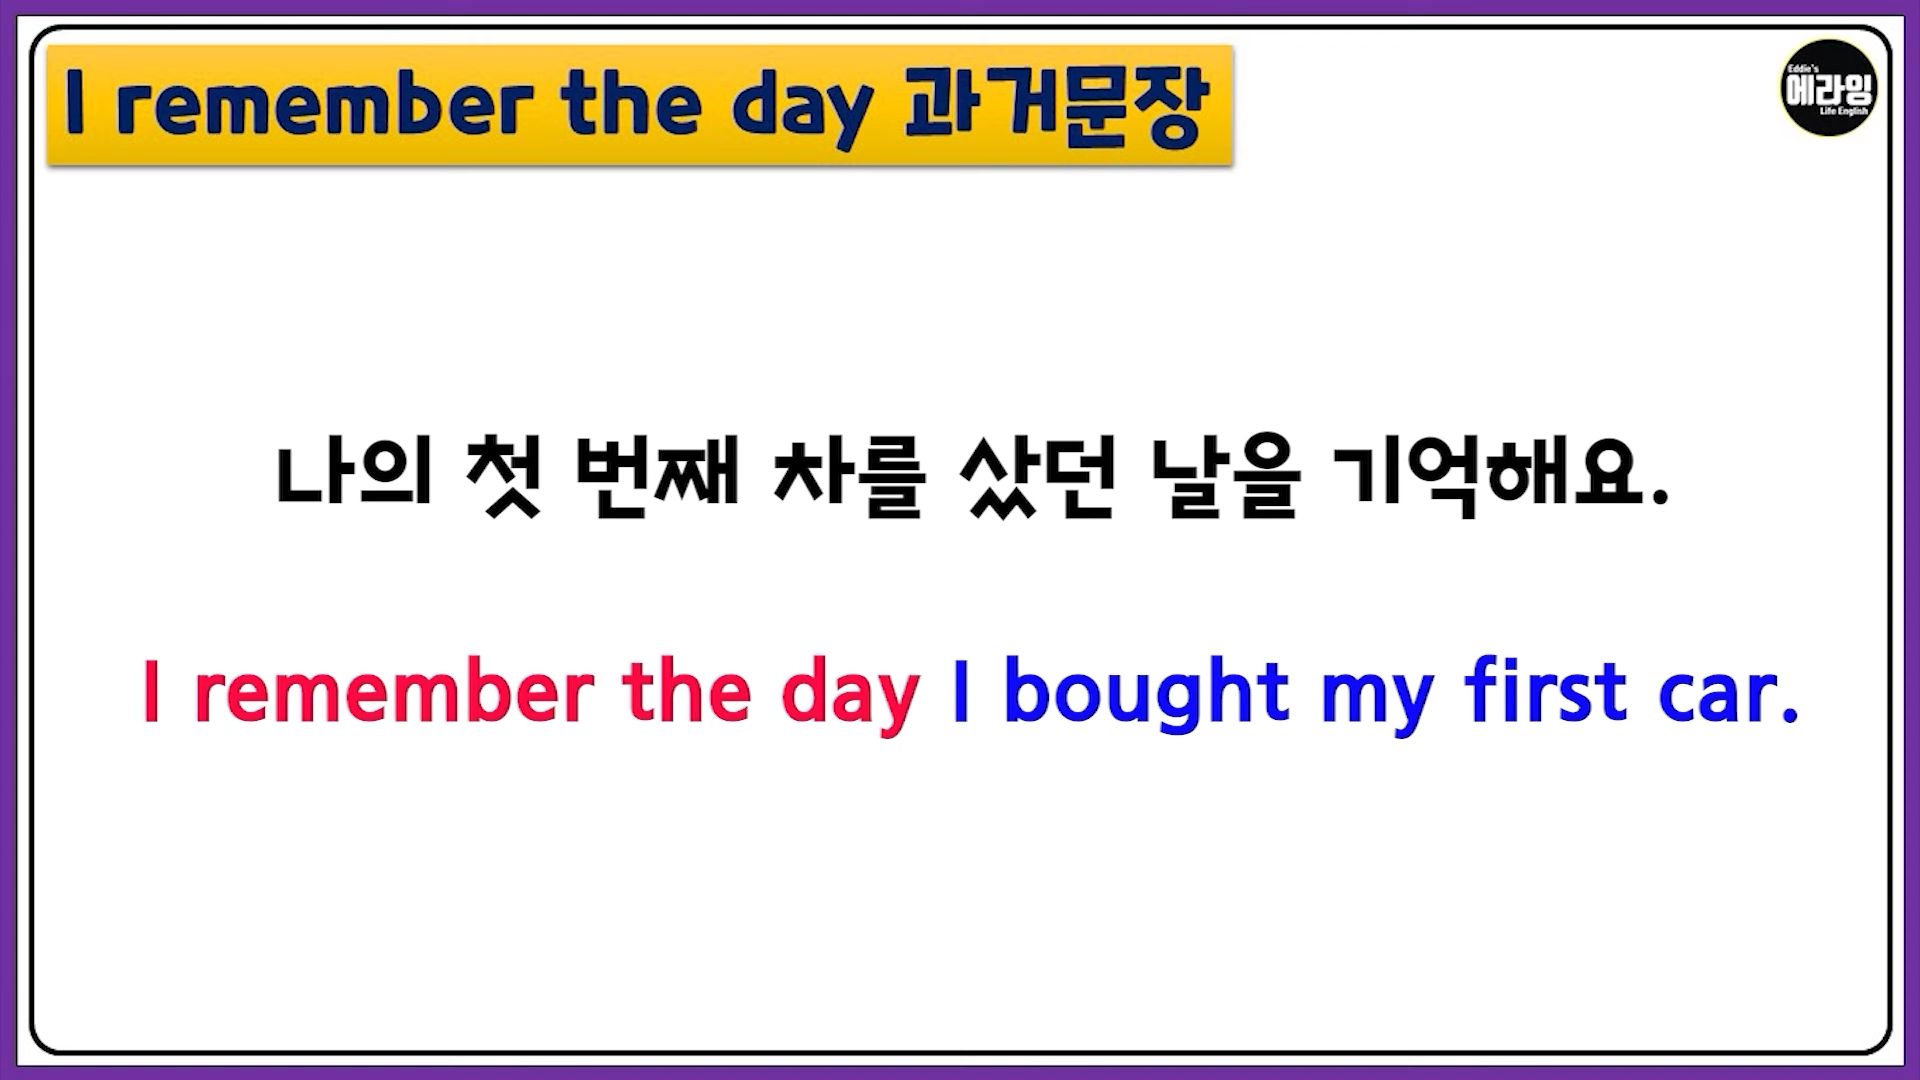 I remember the day 과거문장
Eddie's
에라잉
Life English
나의 첫 번째 차를 샀던 날을 기억해요.
I remember the day I bought my first car.